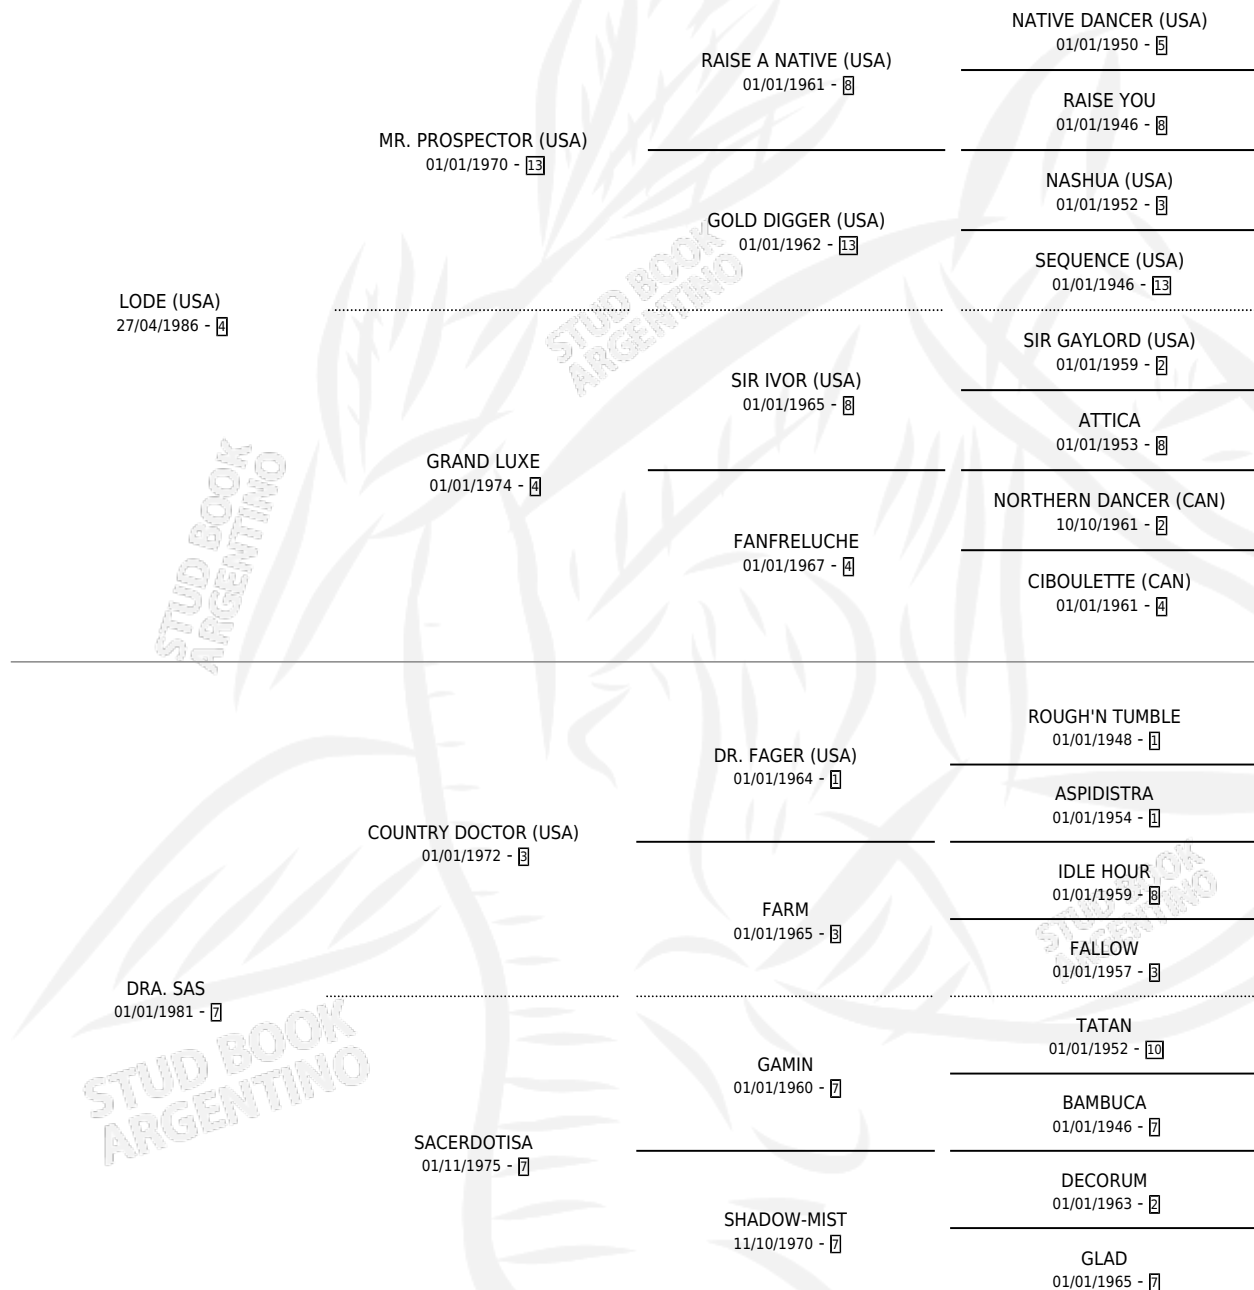 NATIVE DANCER (USA)
01/01/1950 - 5
RAISE A NATIVE (USA)
01/01/1961 - 8
RAISE YOU
01/01/1946 - 8
MR. PROSPECTOR (USA)
01/01/1970 - 13
NASHUA (USA)
01/01/1952 - 3
GOLD DIGGER (USA)
01/01/1962 - 13
SEQUENCE (USA)
01/01/1946 - 13
LODE (USA)
27/04/1986 - 4
SIR GAYLORD (USA)
01/01/1959 - 2
SIR IVOR (USA)
01/01/1965 - 8
ATTICA
01/01/1953 - 8
GRAND LUXE
01/01/1974 - 4
NORTHERN DANCER (CAN)
10/10/1961 - 2
FANFRELUCHE
01/01/1967 - 4
CIBOULETTE (CAN)
01/01/1961 - 4
ROUGH'N TUMBLE
01/01/1948 - 1
DR. FAGER (USA)
01/01/1964 - 1
ASPIDISTRA
01/01/1954 - 1
COUNTRY DOCTOR (USA)
01/01/1972 - 3
IDLE HOUR
01/01/1959 - 8
FARM
01/01/1965 - 3
FALLOW
01/01/1957 - 3
DRA. SAS
01/01/1981 - 7
TATAN
01/01/1952 - 10
GAMIN
01/01/1960 - 7
BAMBUCA
01/01/1946 - 7
SACERDOTISA
01/11/1975 - 7
DECORUM
01/01/1963 - 2
SHADOW-MIST
11/10/1970 - 7
GLAD
01/01/1965 - 7
STUD BOOK
ARGENTINO
STUD BOOK
ARGENTINO
STUD BOOK
ARGENTINO
STUD BOOK
ARGENTINO